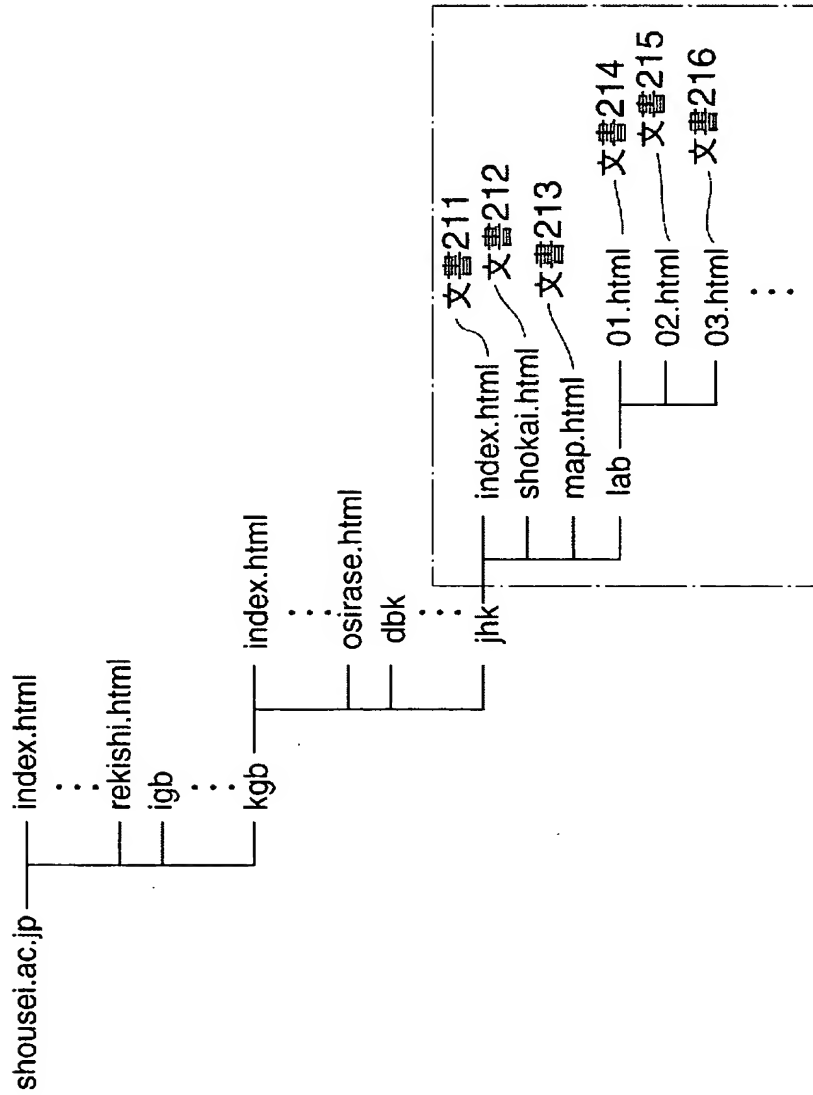 shousei.ac.jp
index.html
rekishi.html
igb
kgb
index.html
osirase.html
dbk
jhk
index.html 文書211
shokai.html 文書212
map.html 文書213
lab
01.html 文書214
02.html 文書215
03.html 文書216